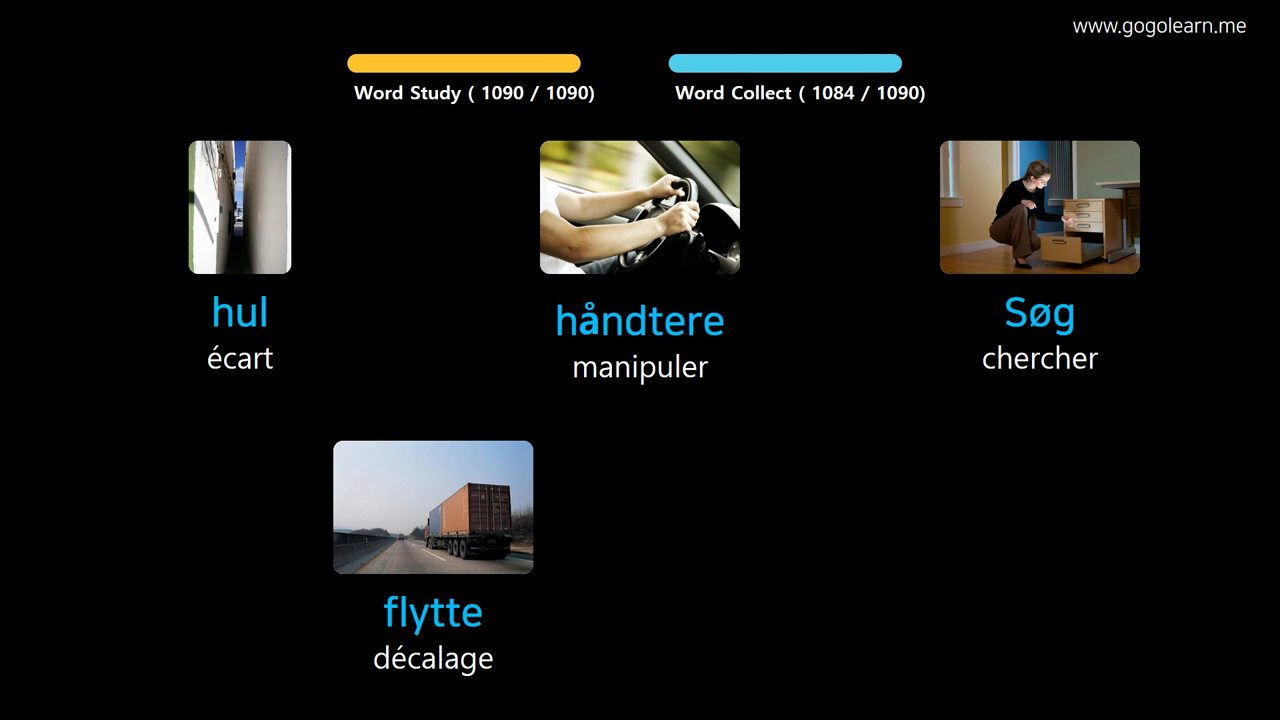 www.gogolearn.me
Word Study ( 1090 / 1090)
Word Collect ( 1084 / 1090)
hul
écart
håndtere
manipuler
Søg
chercher
flytte
décalage